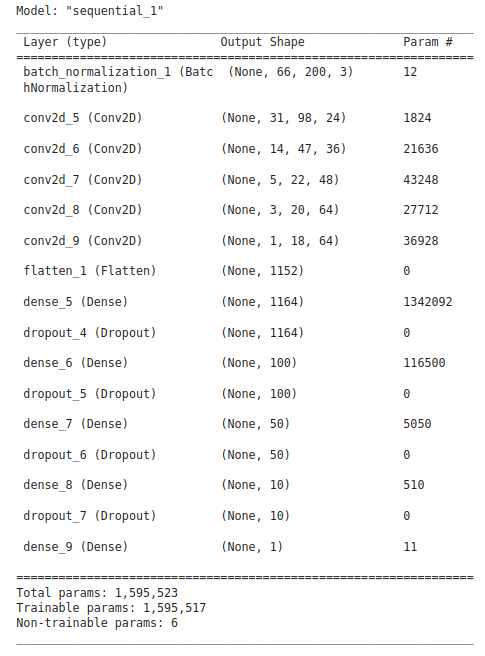 Model: "sequential_1"
Layer (type) Output Shape Param #
batch_normalization_1 (Batc (None, 66, 200, 3) 12
hNormalization)
conv2d_5 (Conv2D) (None, 31, 98, 24) 1824
conv2d_6 (Conv2D) (None, 14, 47, 36) 21636
conv2d_7 (Conv2D) (None, 5, 22, 48) 43248
conv2d_8 (Conv2D) (None, 3, 20, 64) 27712
conv2d_9 (Conv2D) (None, 1, 18, 64) 36928
flatten_1 (Flatten) (None, 1152) 0
dense_5 (Dense) (None, 1164) 1342092
dropout_4 (Dropout) (None, 1164) 0
dense_6 (Dense) (None, 100) 116500
dropout_5 (Dropout) (None, 100) 0
dense_7 (Dense) (None, 50) 5050
dropout_6 (Dropout) (None, 50) 0
dense_8 (Dense) (None, 10) 510
dropout_7 (Dropout) (None, 10) 0
dense_9 (Dense) (None, 1) 11
Total params: 1,595,523
Trainable params: 1,595,517
Non-trainable params: 6